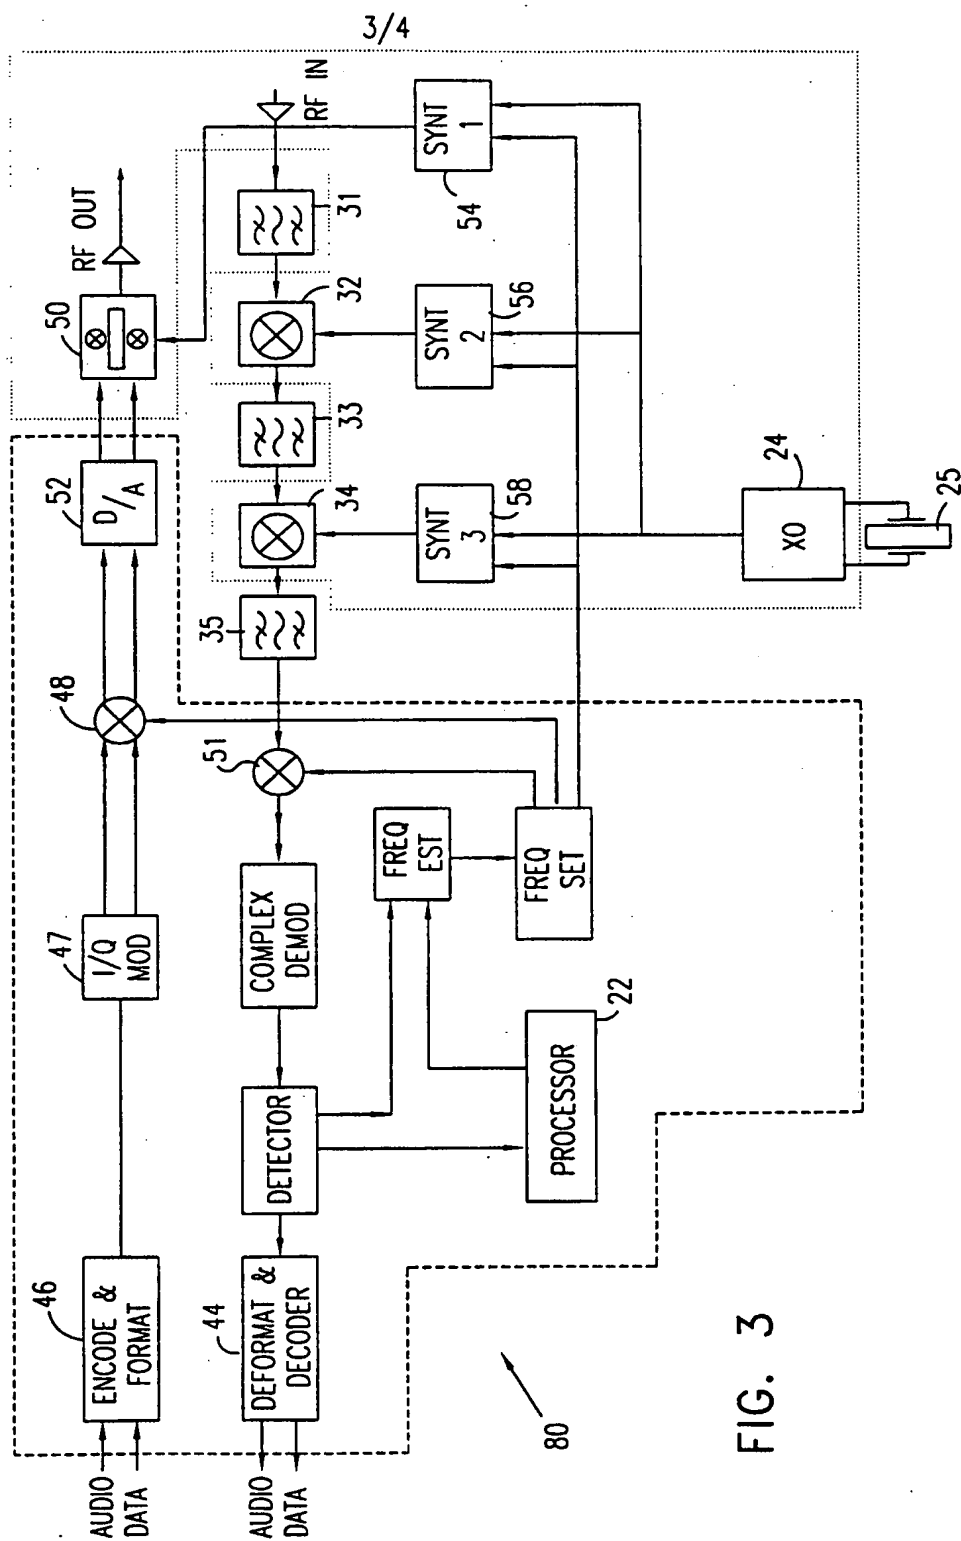 3/4
AUDIO
DATA
46
ENCODE &
FORMAT
47
I/Q
MOD
48
52
D/A
50
RF OUT
AUDIO
DATA
44
DEFORMAT &
DECODER
DETECTOR
COMPLEX
DEMOD
51
35
34
33
32
31
RF IN
FREQ
EST
FREQ
SET
PROCESSOR
22
SYNT
3
58
SYNT
2
56
SYNT
1
54
XO
24
25
80
FIG. 3